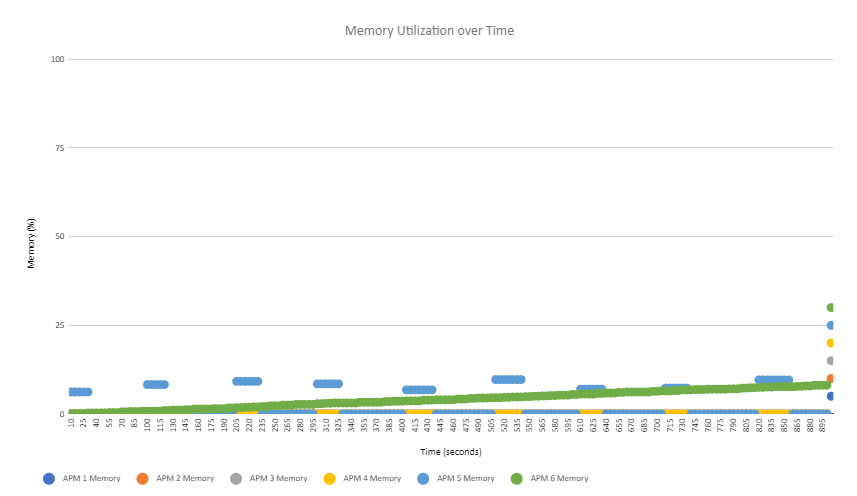 Memory Utilization over Time
100
75
50
25
0
Memory (%)
10 25 40 55 70 85 100 115 130 145 160 175 190 205 220 235 250 265 280 295 310 325 340 355 370 385 400 415 430 445 460 475 490 505 520 535 550 565 580 595 610 625 640 655 670 685 700 715 730 745 760 775 790 805 820 835 850 865 880 895
Time (seconds)
APM 1 Memory APM 2 Memory APM 3 Memory APM 4 Memory APM 5 Memory APM 6 Memory